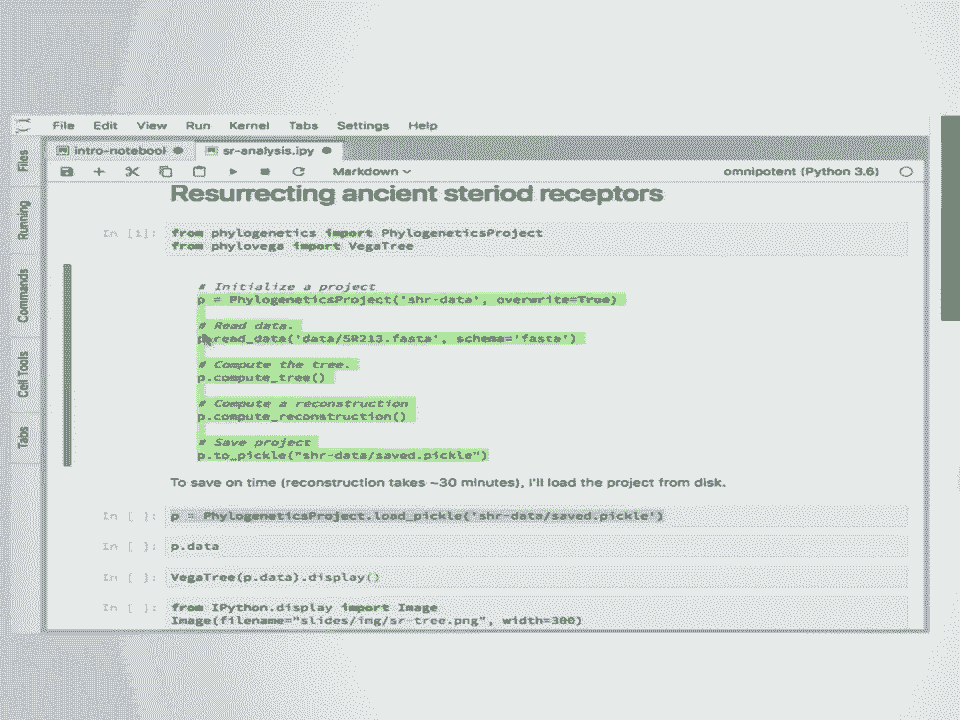 File Edit View Run Kernel Tabs Settings Help
intro-notebool sr-analysis.ipy
Markdown omnipotent (Python 3.6)
Files
Running
Commands
Cell Tools
Tabs
Resurrecting ancient steriod receptors
In [1]: from phylogenetics import PhylogeneticsProject
from phylovega import VegaTree
# Initialize a project
p = PhylogeneticsProject('shr-data', overwrite=True)
# Read data.
p.read_data('data/SR213.fasta', schema='fasta')
# Compute the tree.
p.compute_tree()
# Compute a reconstruction
p.compute_reconstruction()
# Save project
p.to_pickle("shr-data/saved.pickle")
To save on time (reconstruction takes ~30 minutes), I'll load the project from disk.
In [ ]: p = PhylogeneticsProject.load_pickle('shr-data/saved.pickle')
In [ ]: p.data
In [ ]: VegaTree(p.data).display()
In [ ]: from IPython.display import Image
Image(filename="slides/img/sr-tree.png", width=300)